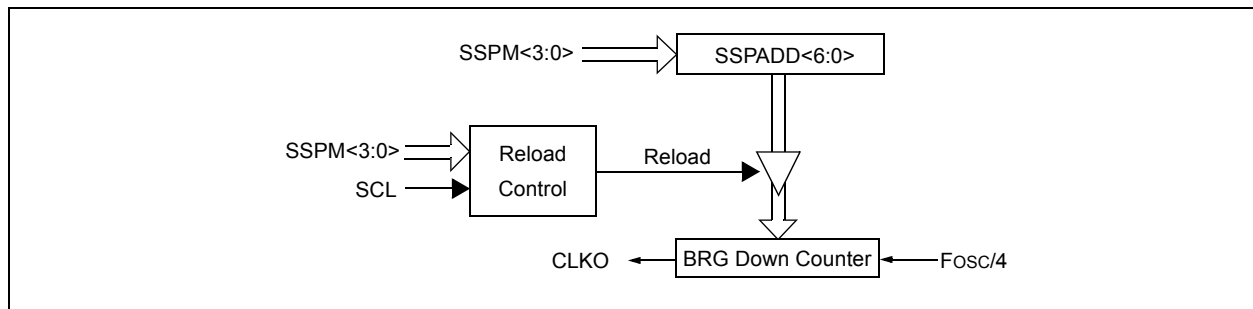 SSPM<3:0>
SSPADD<6:0>
SSPM<3:0>
SCL
Reload
Control
Reload
CLKO
BRG Down Counter
FOSC/4